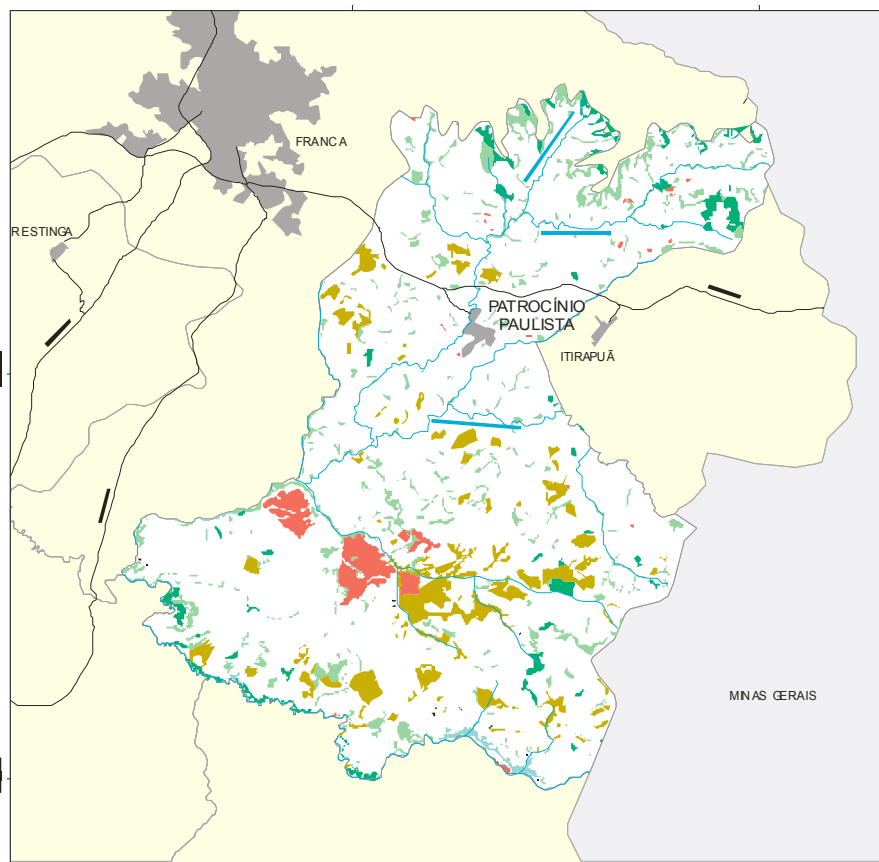 FRANCA
RESTINGA
PATROCÍNIO
PAULISTA
ITIRAPUÃ
MINAS GERAIS